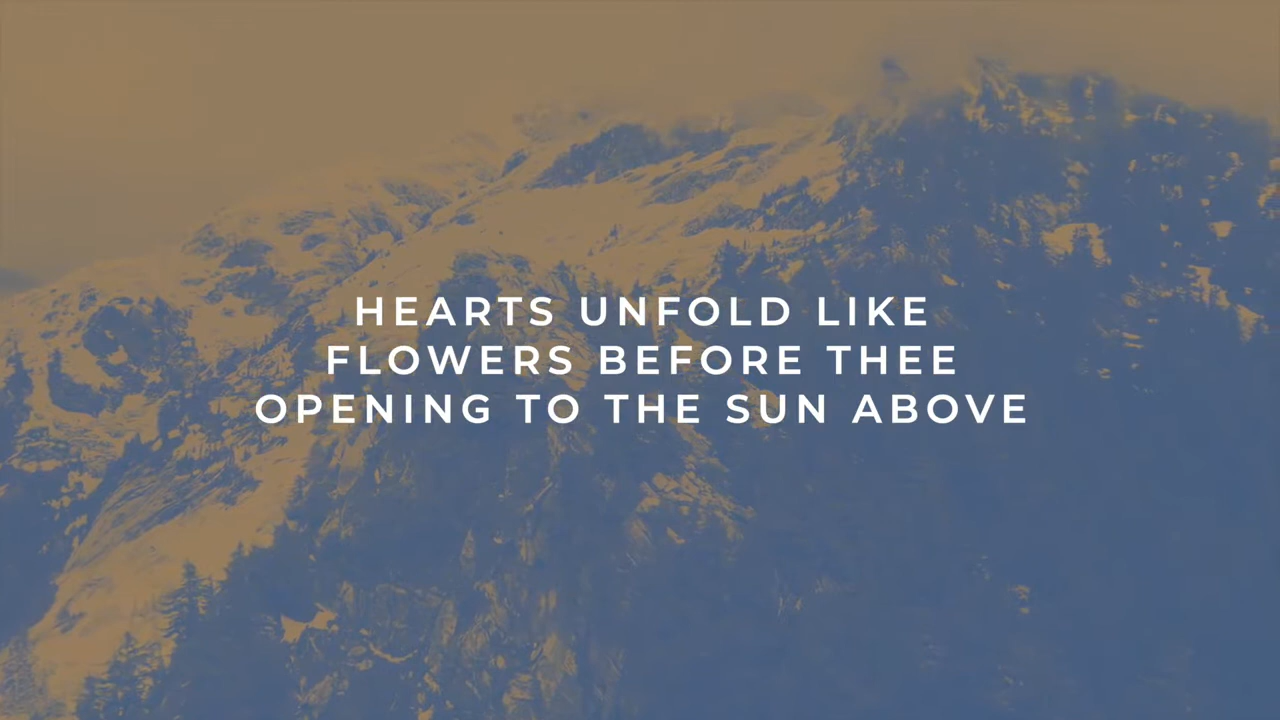 HEARTS UNFOLD LIKE
FLOWERS BEFORE THEE
OPENING TO THE SUN ABOVE